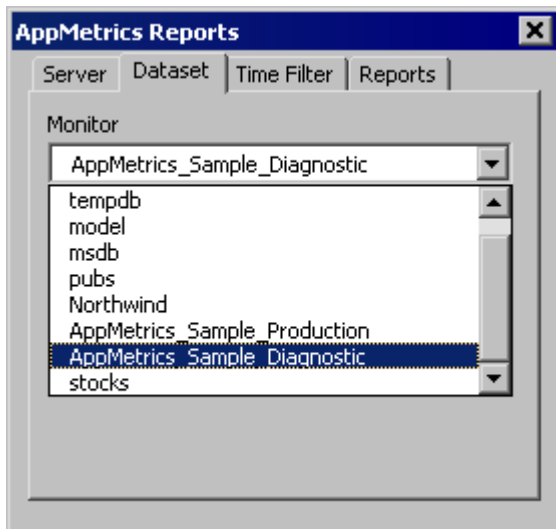 AppMetrics Reports
Server Dataset Time Filter Reports
Monitor
AppMetrics_Sample_Diagnostic
tempdb
model
msdb
pubs
Northwind
AppMetrics_Sample_Production
AppMetrics_Sample_Diagnostic
stocks